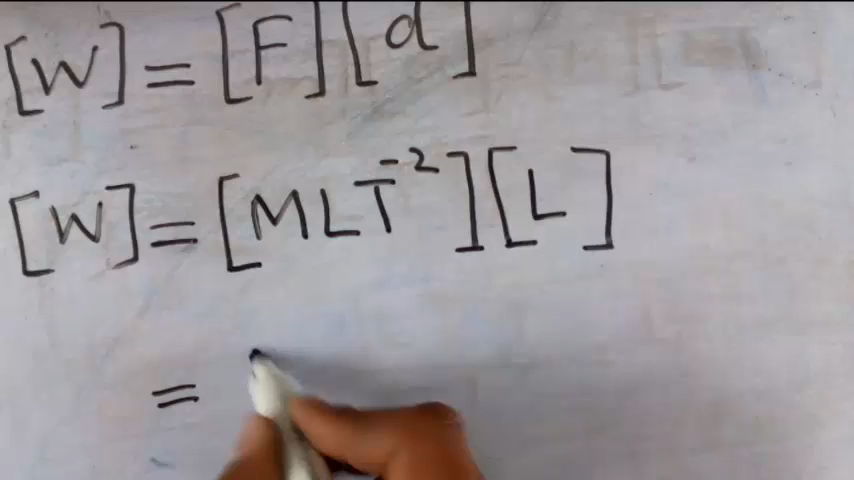 [W] = [F][d]
[W] = [MLT⁻²][L]
=